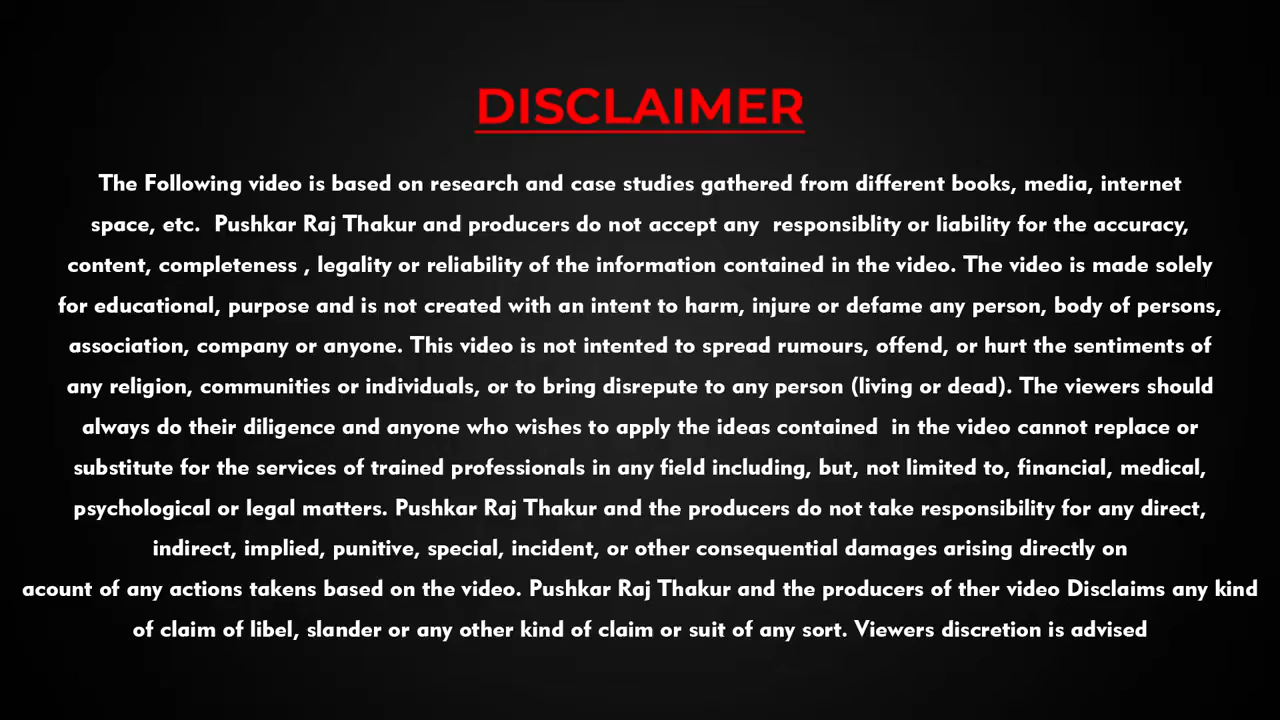 DISCLAIMER
The Following video is based on research and case studies gathered from different books, media, internet
space, etc.  Pushkar Raj Thakur and producers do not accept any  responsiblity or liability for the accuracy,
content, completeness , legality or reliability of the information contained in the video. The video is made solely
for educational, purpose and is not created with an intent to harm, injure or defame any person, body of persons,
association, company or anyone. This video is not intented to spread rumours, offend, or hurt the sentiments of
any religion, communities or individuals, or to bring disrepute to any person (living or dead). The viewers should
always do their diligence and anyone who wishes to apply the ideas contained  in the video cannot replace or
substitute for the services of trained professionals in any field including, but, not limited to, financial, medical,
psychological or legal matters. Pushkar Raj Thakur and the producers do not take responsibility for any direct,
indirect, implied, punitive, special, incident, or other consequential damages arising directly on
acount of any actions takens based on the video. Pushkar Raj Thakur and the producers of ther video Disclaims any kind
of claim of libel, slander or any other kind of claim or suit of any sort. Viewers discretion is advised